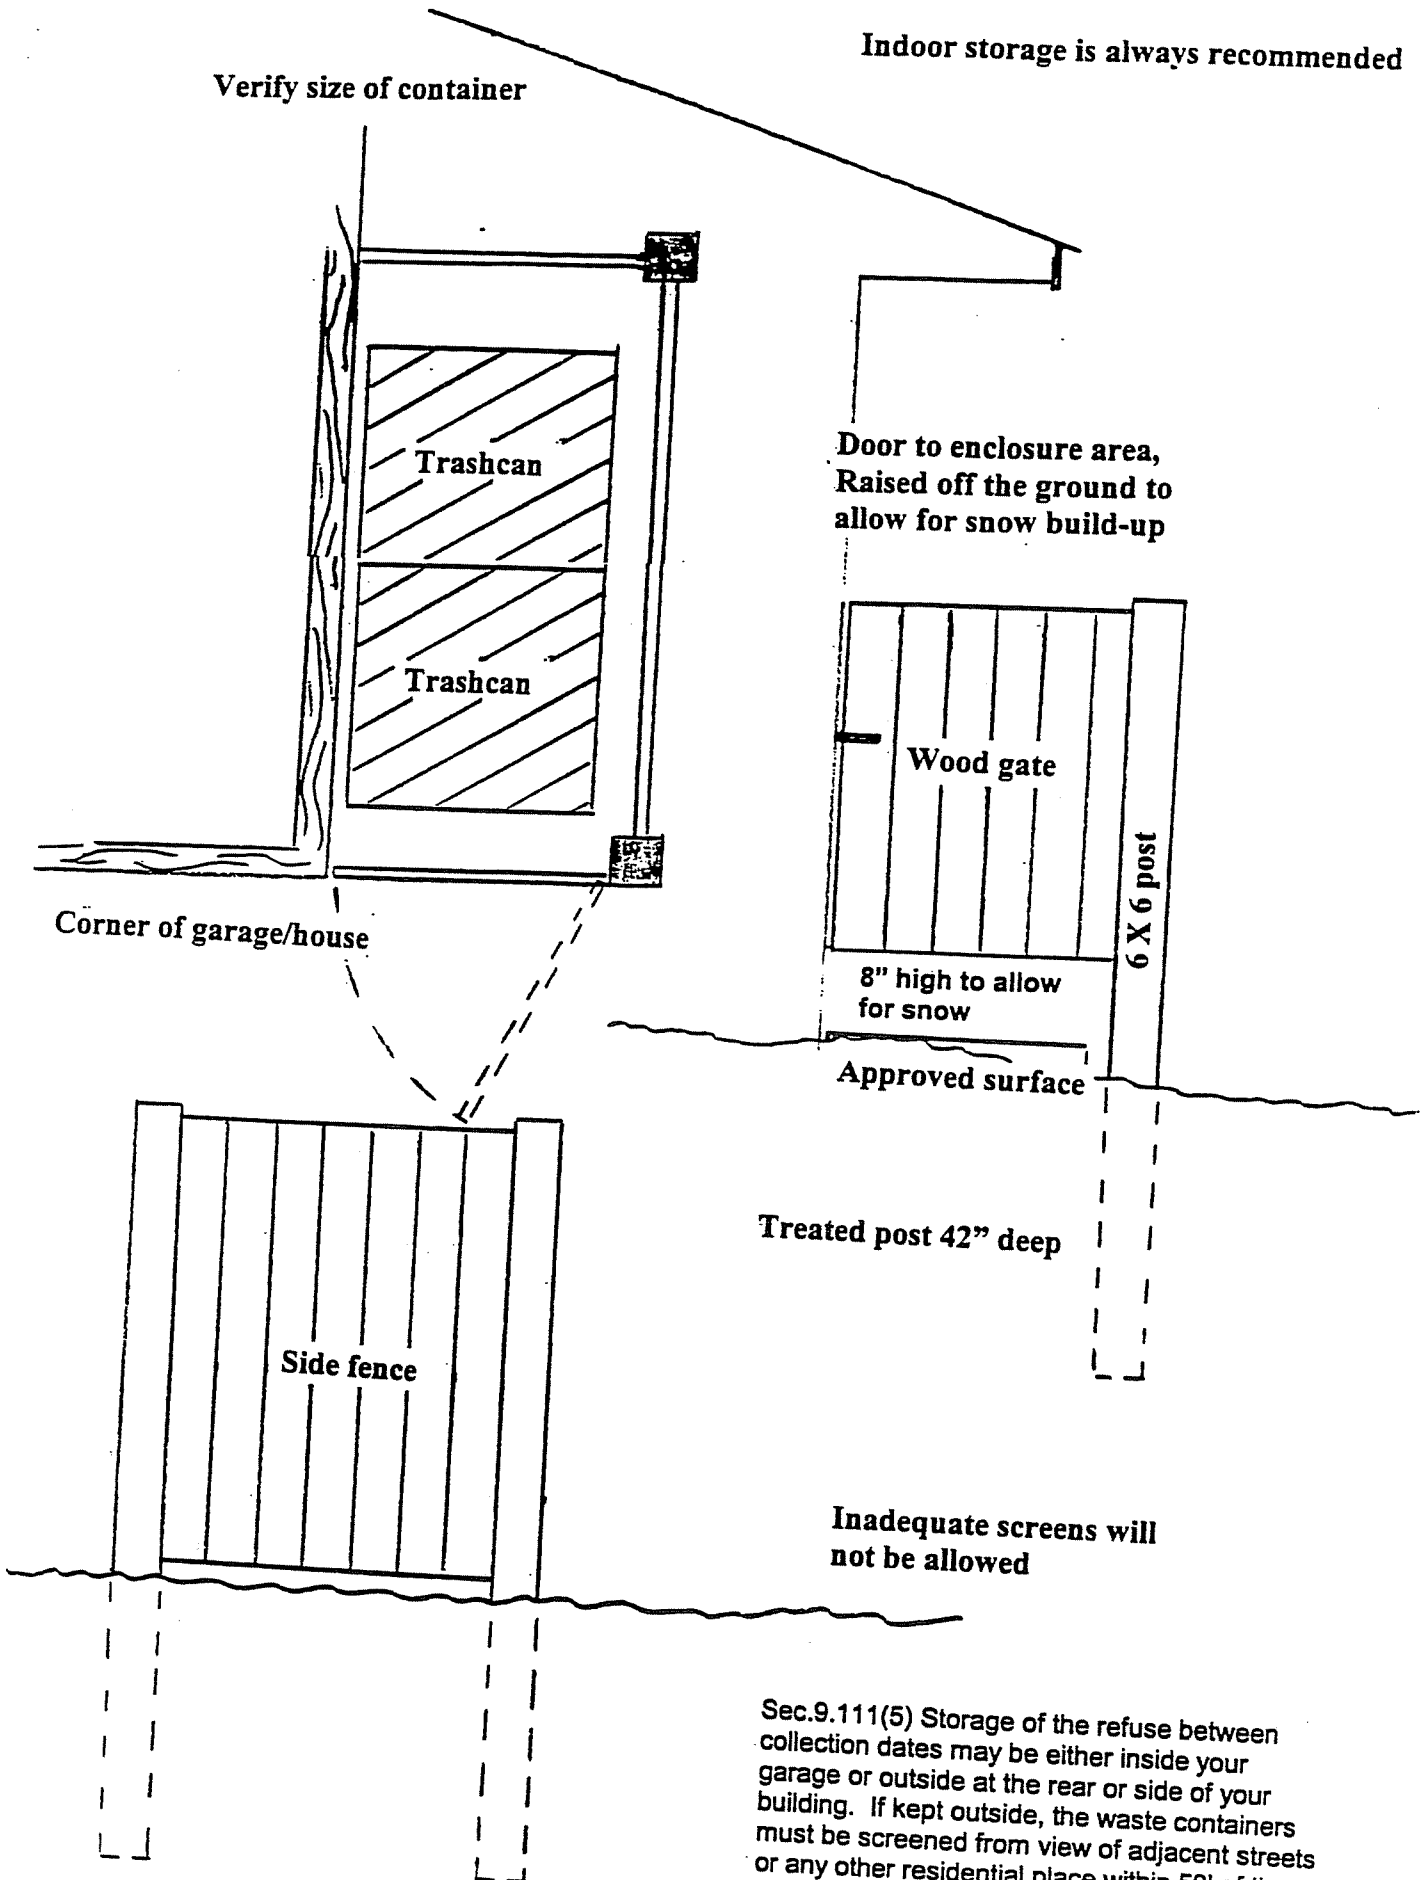 Indoor storage is always recommended
Verify size of container
Trashcan
Trashcan
Door to enclosure area,
Raised off the ground to
allow for snow build-up
Wood gate
6 X 6 post
Corner of garage/house
8" high to allow
for snow
Approved surface
Treated post 42" deep
Side fence
Inadequate screens will
not be allowed
Sec.9.111(5) Storage of the refuse between
collection dates may be either inside your
garage or outside at the rear or side of your
building. If kept outside, the waste containers
must be screened from view of adjacent streets
or any other residential place within 50' of